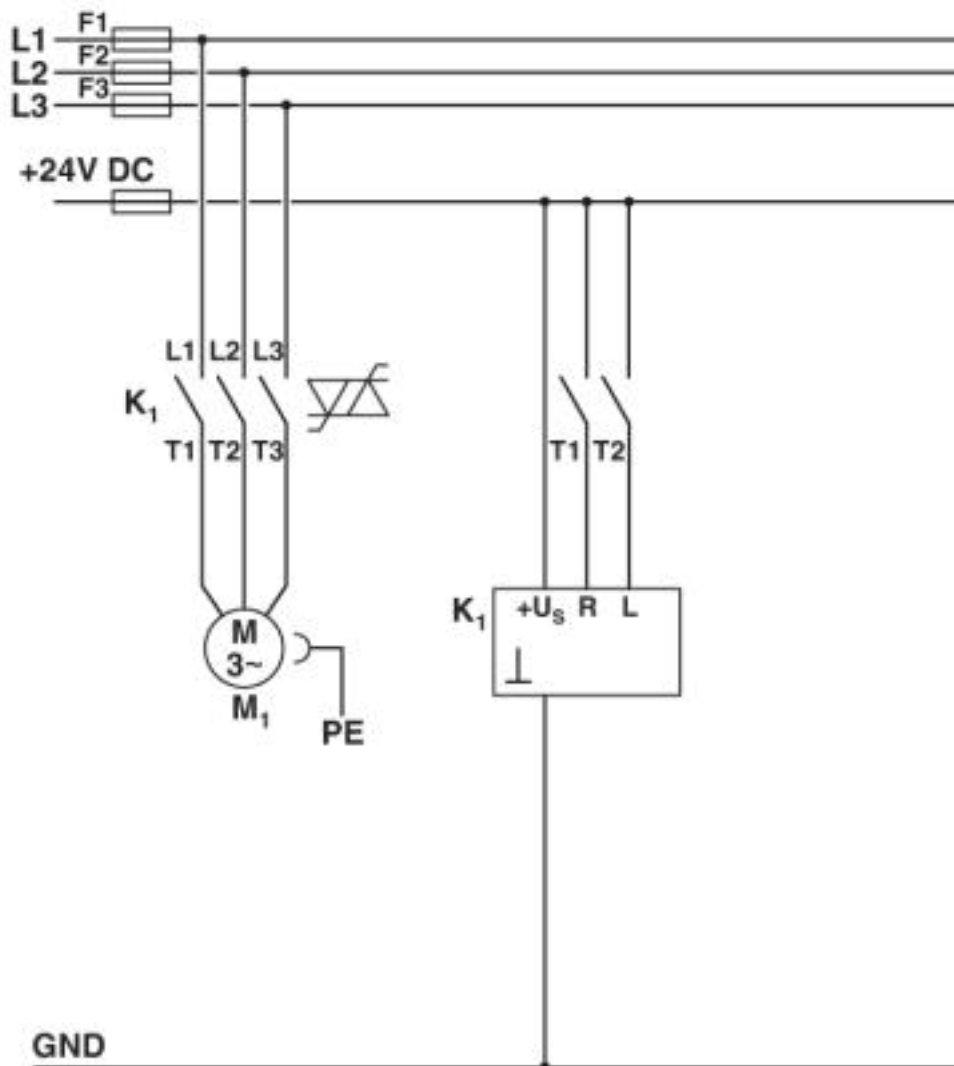 L1 F1
L2 F2
L3 F3
+24V DC
L1 L2 L3
K₁
T1 T2 T3
T1 T2
M
3~
M₁
PE
K₁ +Uₛ R L
GND